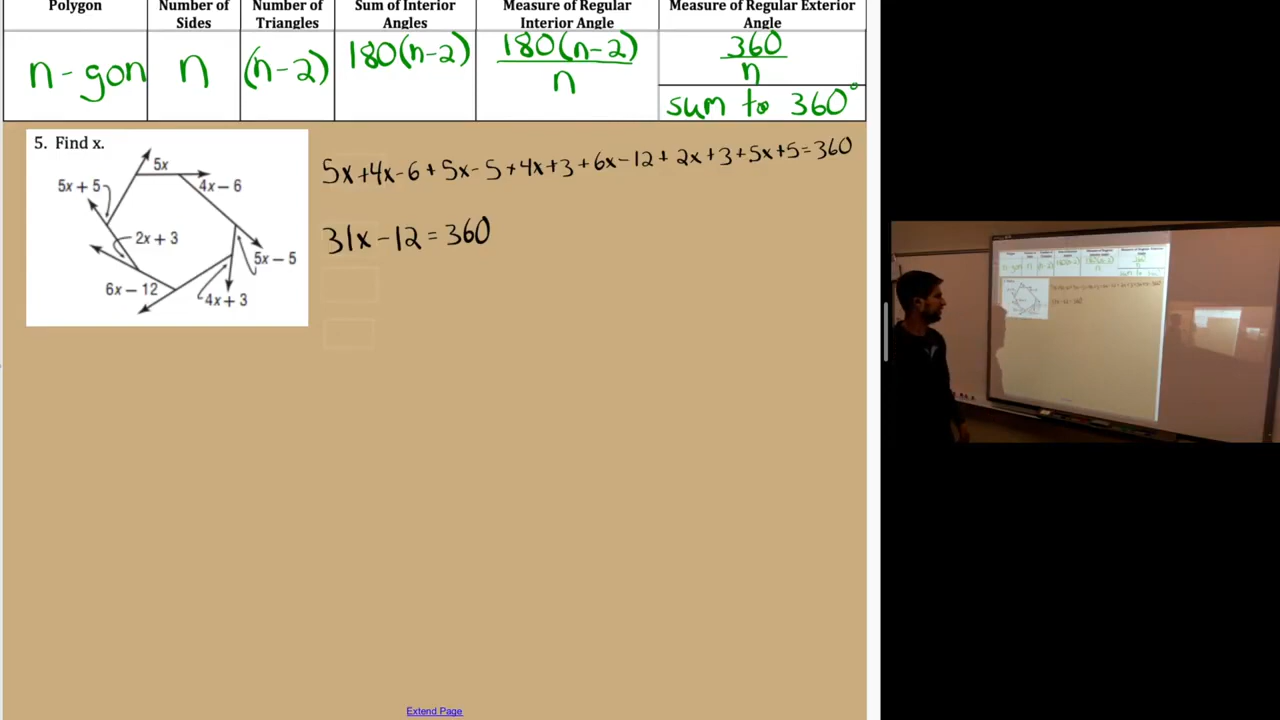 Polygon
Number of Sides
Number of Triangles
Sum of Interior Angles
Measure of Regular Interior Angle
Measure of Regular Exterior Angle
n-gon
n
(n-2)
180(n-2)
180(n-2)
n
360
n
sum to 360°
5. Find x.
5x
5x + 5
4x – 6
2x + 3
5x – 5
6x – 12
4x + 3
5x+4x-6+5x-5+4x+3+6x-12+2x+3+5x+5=360
31x-12=360
Extend Page